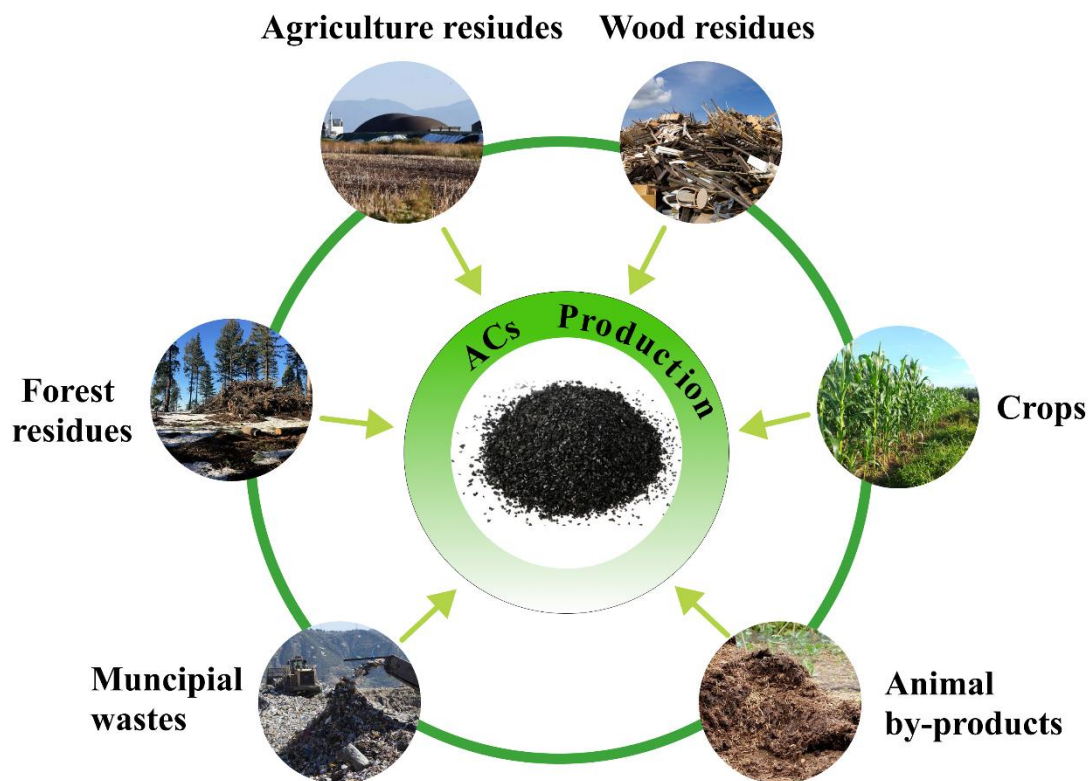 Agriculture resiudes
Wood residues
ACs Production
Forest
residues
Crops
Muncipial
wastes
Animal
by-products